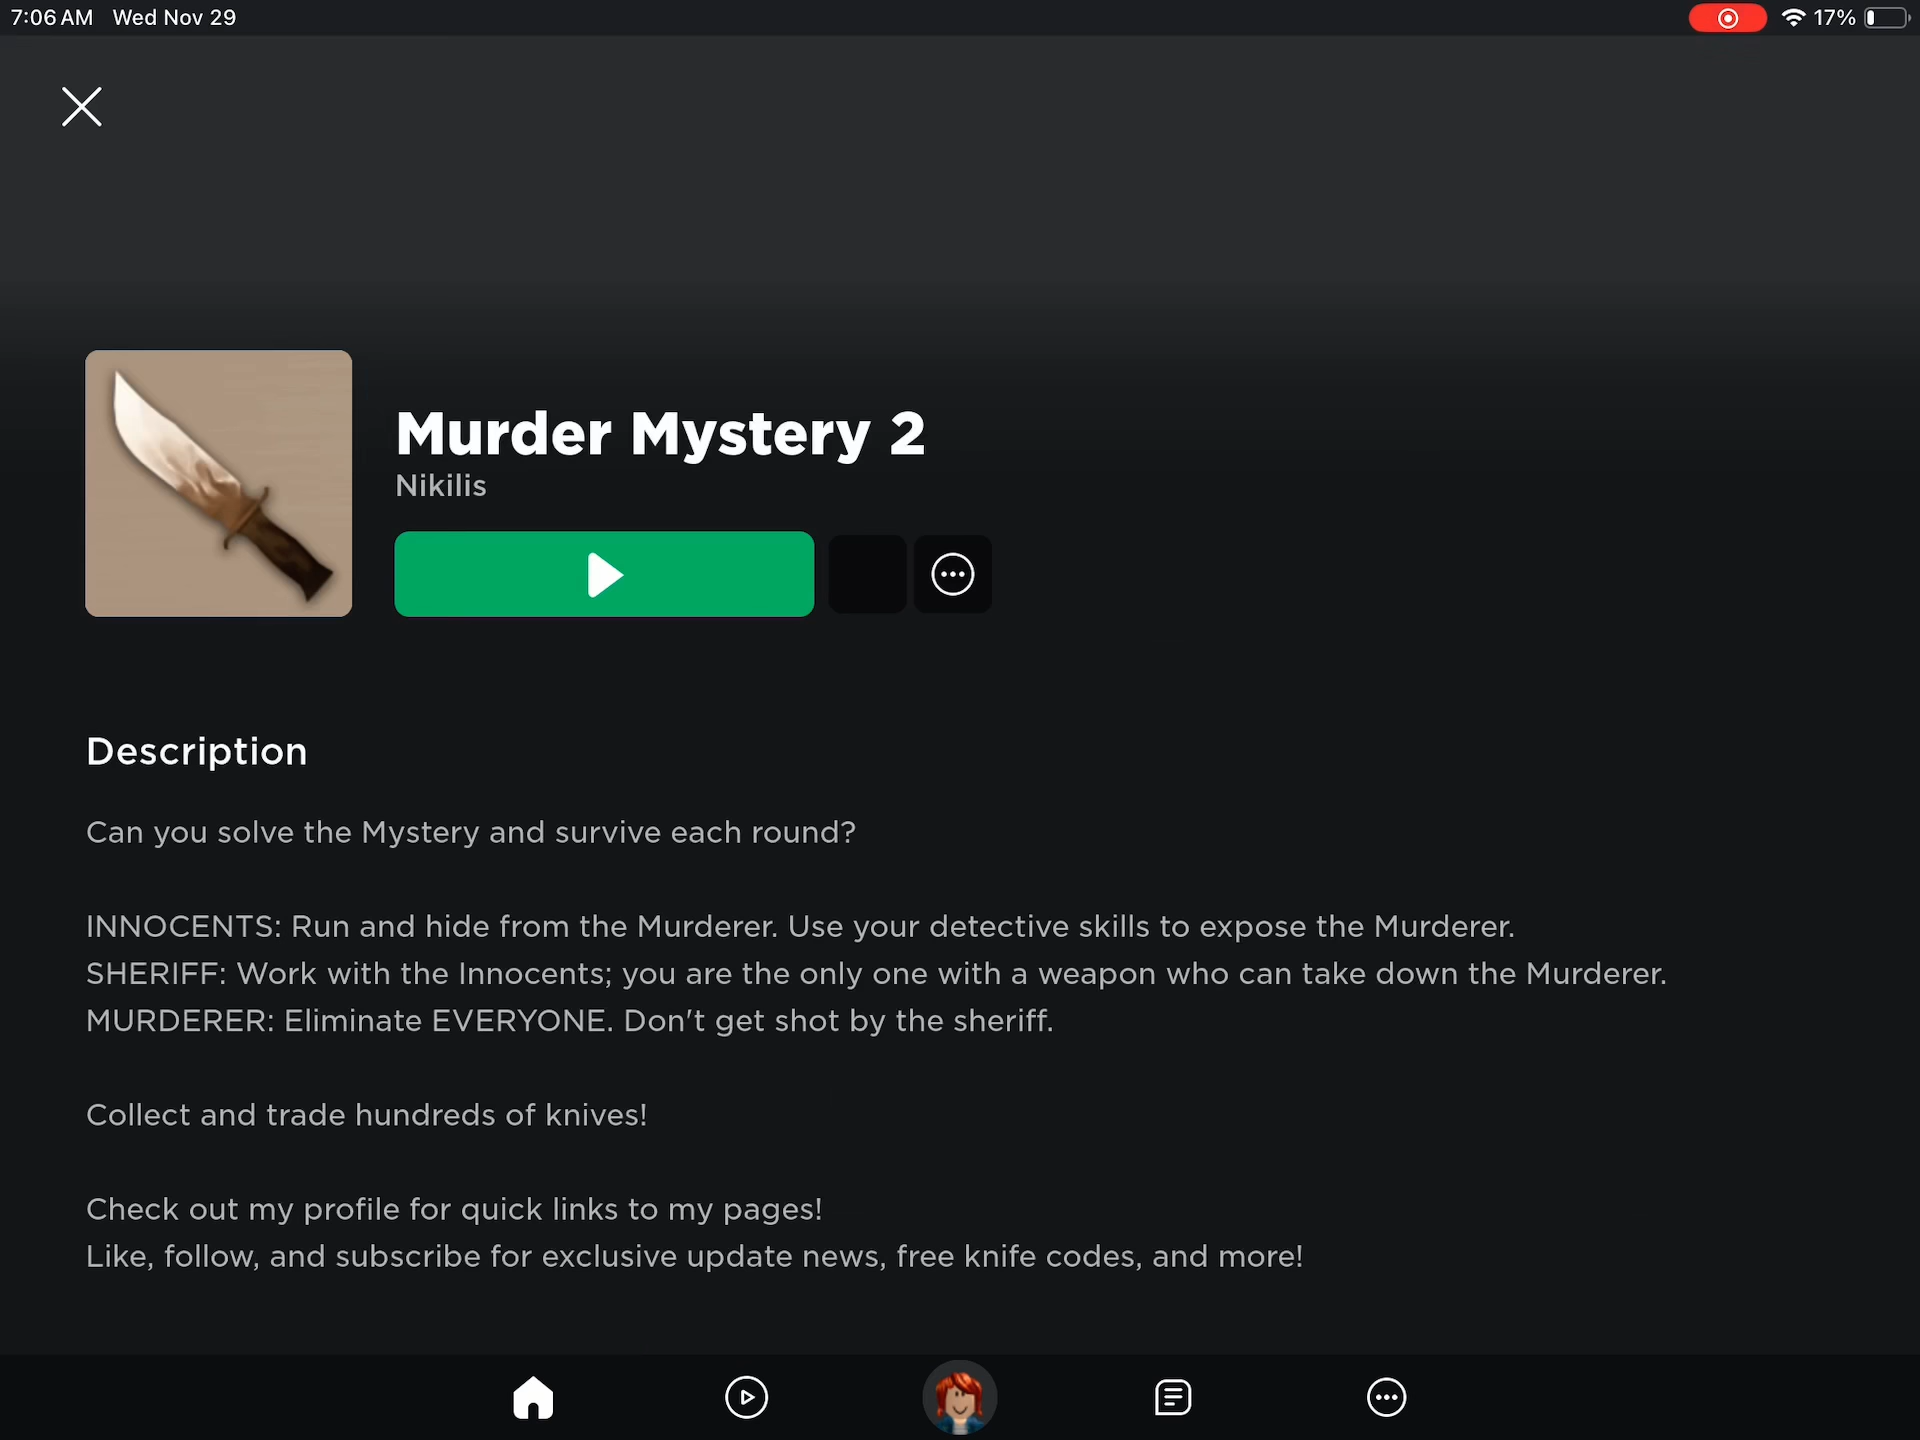 7:06 AM Wed Nov 29
17%
Murder Mystery 2
Nikilis
Description
Can you solve the Mystery and survive each round?
INNOCENTS: Run and hide from the Murderer. Use your detective skills to expose the Murderer.
SHERIFF: Work with the Innocents; you are the only one with a weapon who can take down the Murderer.
MURDERER: Eliminate EVERYONE. Don't get shot by the sheriff.
Collect and trade hundreds of knives!
Check out my profile for quick links to my pages!
Like, follow, and subscribe for exclusive update news, free knife codes, and more!